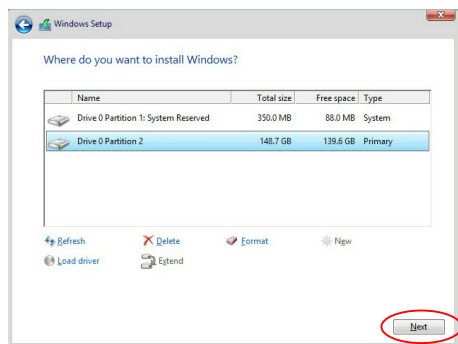 Windows Setup
Where do you want to install Windows?
Name Total size Free space Type
Drive 0 Partition 1: System Reserved 350.0 MB 88.0 MB System
Drive 0 Partition 2 148.7 GB 139.6 GB Primary
Refresh Delete Format New
Load driver Extend
Next